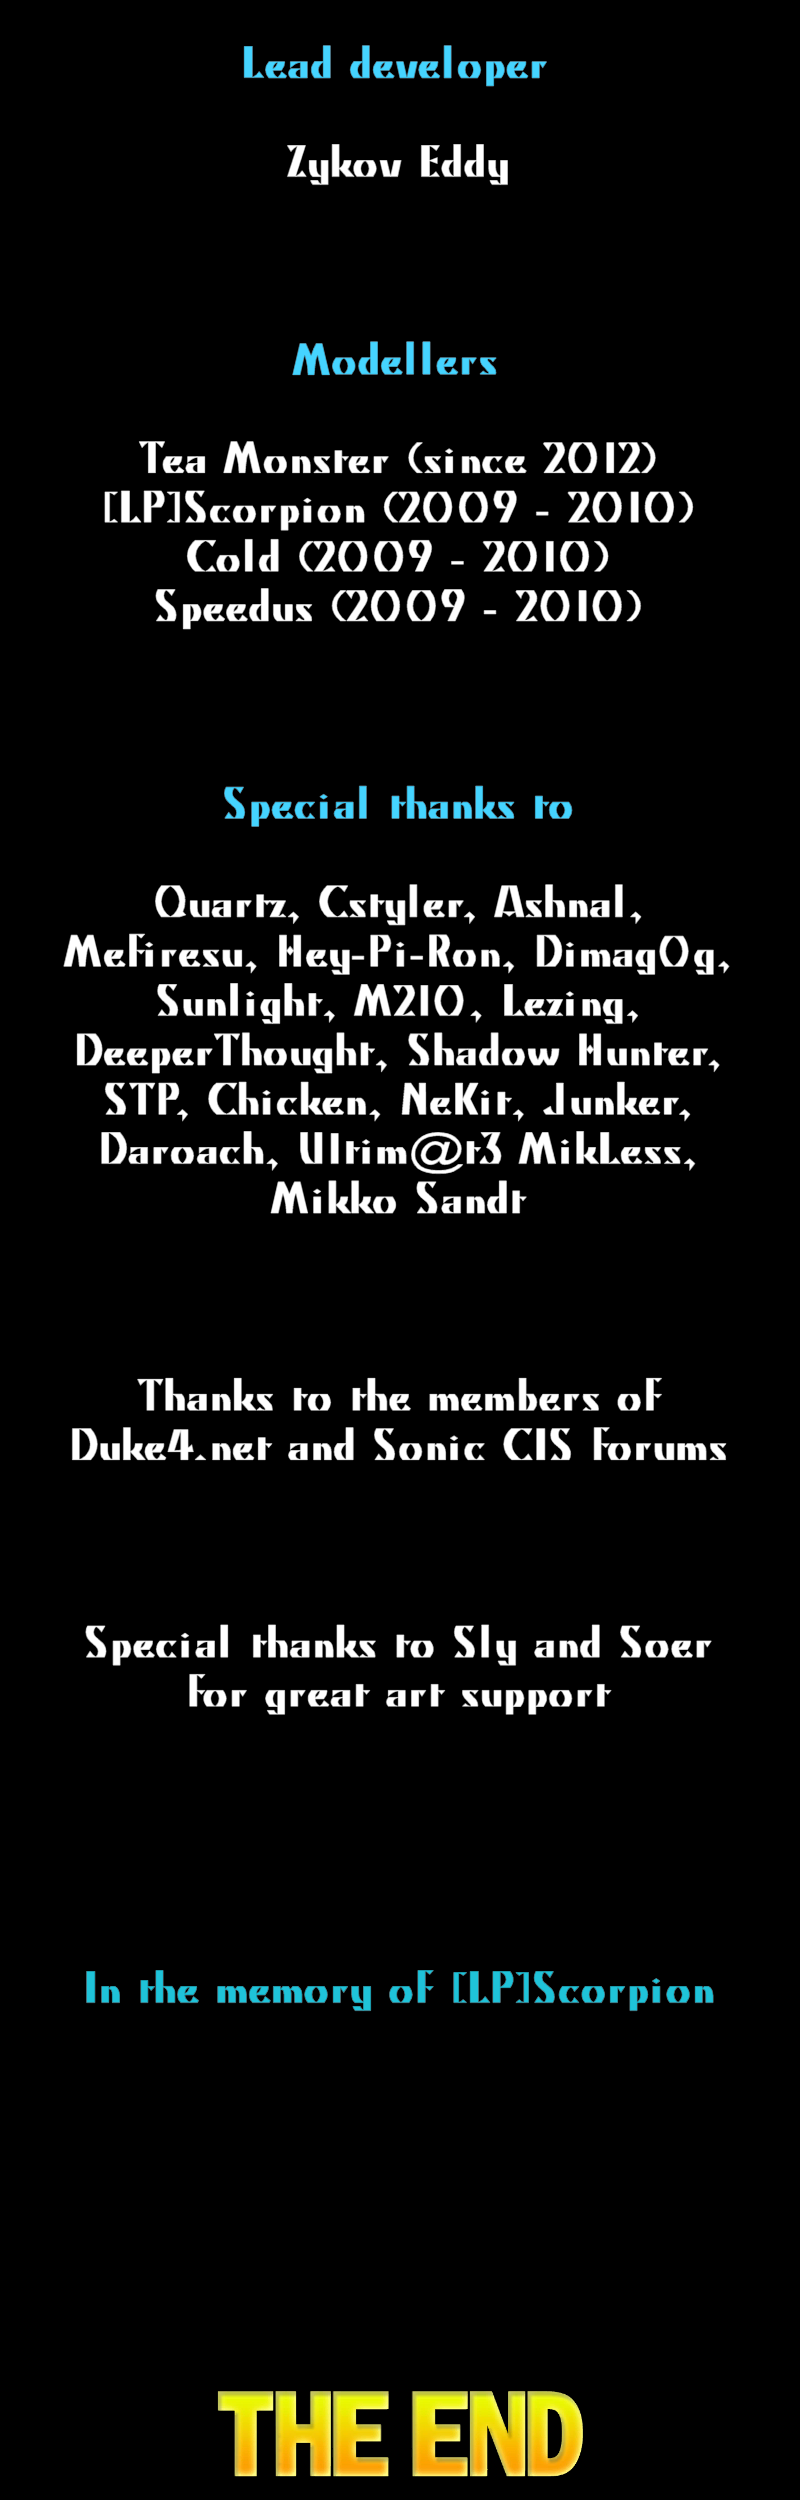 Lead developer
Zykov Eddy
Modellers
Tea Monster (since 2012)
[LP]Scorpion (2009 - 2010)
Cold (2009 - 2010)
Speedus (2009 - 2010)
Special thanks to
Quartz, Cstyler, Ashnal,
Mefiresu, Hey-Pi-Ron, DimagOg,
Sunlight, M210, Lezing,
DeeperThought, Shadow Hunter,
STP, Chicken, NeKit, Junker,
Darroach, Ultim@t3 MikLess,
Mikko Sandt
Thanks to the members of
Duke4.net and Sonic CIS forums
Special thanks to Sly and Soer
for great art support
In the memory of [LP]Scorpion
THE END